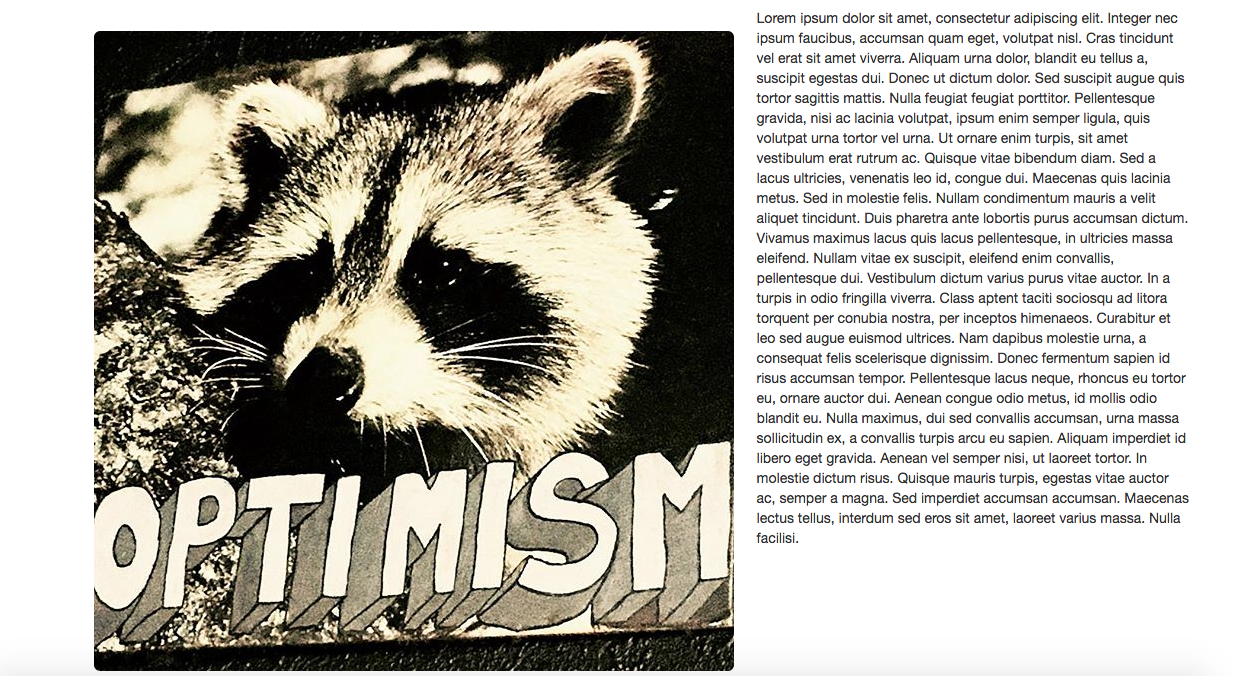 OPTIMISM
Lorem ipsum dolor sit amet, consectetur adipiscing elit. Integer nec
ipsum faucibus, accumsan quam eget, volutpat nisl. Cras tincidunt
vel erat sit amet viverra. Aliquam urna dolor, blandit eu tellus a,
suscipit egestas dui. Donec ut dictum dolor. Sed suscipit augue quis
tortor sagittis mattis. Nulla feugiat feugiat porttitor. Pellentesque
gravida, nisi ac lacinia volutpat, ipsum enim semper ligula, quis
volutpat urna tortor vel urna. Ut ornare enim turpis, sit amet
vestibulum erat rutrum ac. Quisque vitae bibendum diam. Sed a
lacus ultricies, venenatis leo id, congue dui. Maecenas quis lacinia
metus. Sed in molestie felis. Nullam condimentum mauris a velit
aliquet tincidunt. Duis pharetra ante lobortis purus accumsan dictum.
Vivamus maximus lacus quis lacus pellentesque, in ultricies massa
eleifend. Nullam vitae ex suscipit, eleifend enim convallis,
pellentesque dui. Vestibulum dictum varius purus vitae auctor. In a
turpis in odio fringilla viverra. Class aptent taciti sociosqu ad litora
torquent per conubia nostra, per inceptos himenaeos. Curabitur et
leo sed augue euismod ultrices. Nam dapibus molestie urna, a
consequat felis scelerisque dignissim. Donec fermentum sapien id
risus accumsan tempor. Pellentesque lacus neque, rhoncus eu tortor
eu, ornare auctor dui. Aenean congue odio metus, id mollis odio
blandit eu. Nulla maximus, dui sed convallis accumsan, urna massa
sollicitudin ex, a convallis turpis arcu eu sapien. Aliquam imperdiet id
libero eget gravida. Aenean vel semper nisi, ut laoreet tortor. In
molestie dictum risus. Quisque mauris turpis, egestas vitae auctor
ac, semper a magna. Sed imperdiet accumsan accumsan. Maecenas
lectus tellus, interdum sed eros sit amet, laoreet varius massa. Nulla
facilisi.